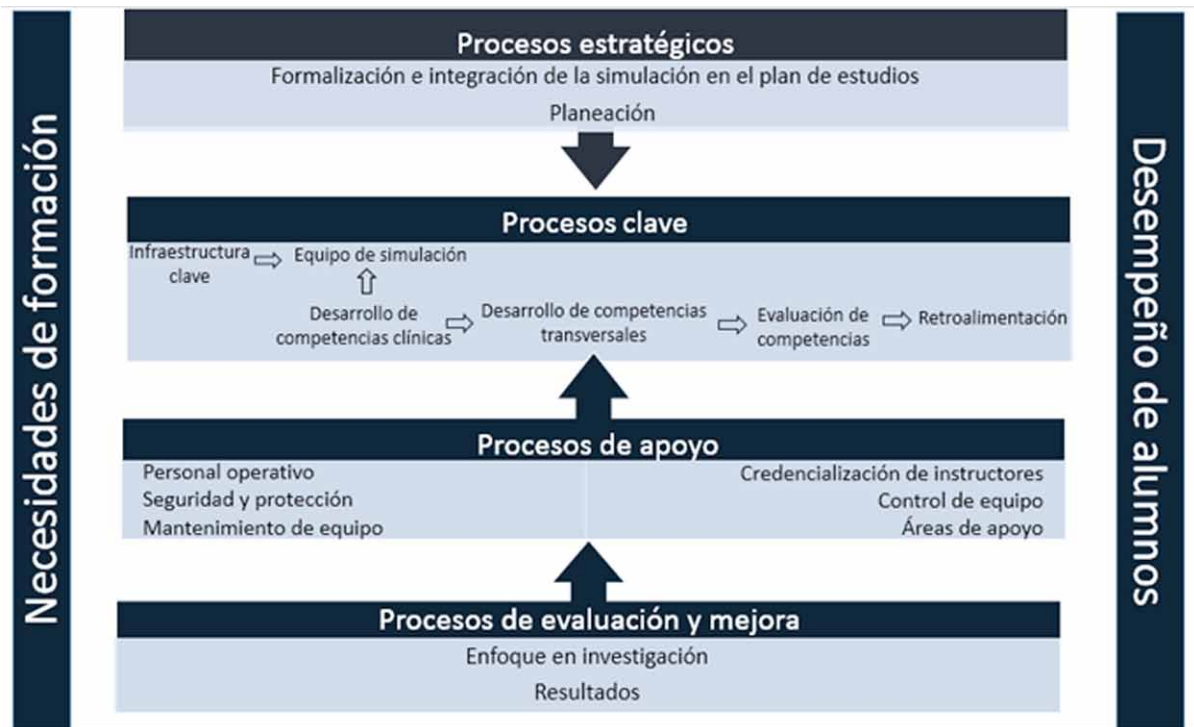 Necesidades de formación
Procesos estratégicos
Formalización e integración de la simulación en el plan de estudios
Planeación
Procesos clave
Infraestructura
clave
Equipo de simulación
Desarrollo de
competencias clínicas
Desarrollo de competencias
transversales
Evaluación de
competencias
Retroalimentación
Procesos de apoyo
Personal operativo
Seguridad y protección
Mantenimiento de equipo
Credencialización de instructores
Control de equipo
Áreas de apoyo
Procesos de evaluación y mejora
Enfoque en investigación
Resultados
Desempeño de alumnos